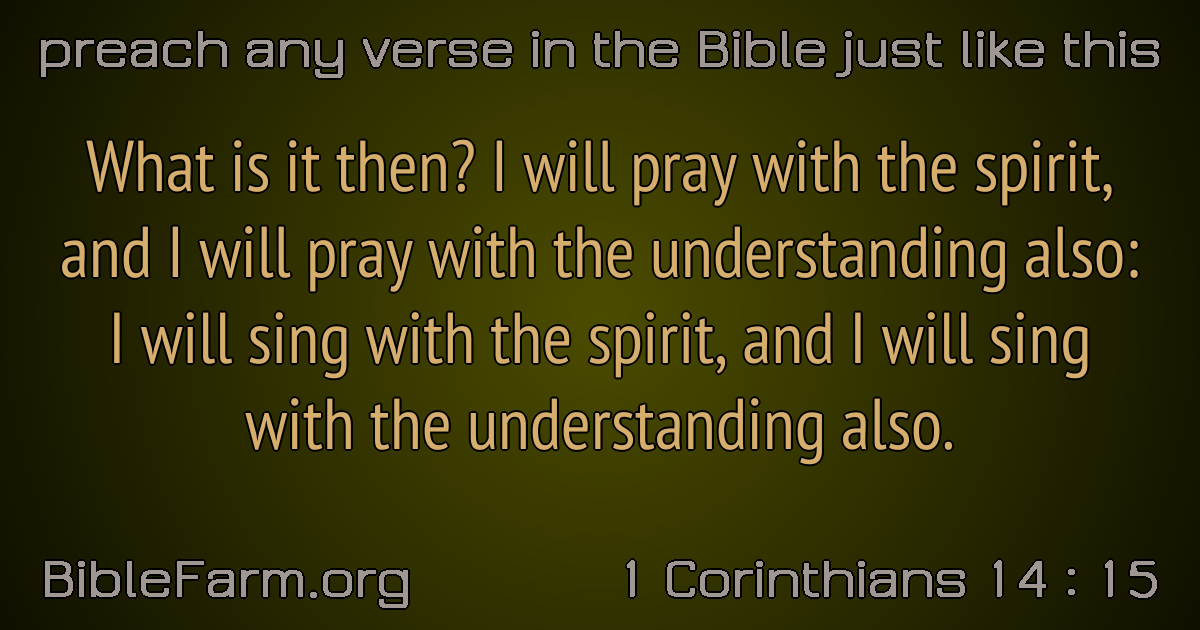 preach any verse in the Bible just like this
What is it then? I will pray with the spirit,
and I will pray with the understanding also:
I will sing with the spirit, and I will sing
with the understanding also.
BibleFarm.org
1 Corinthians 14 : 15